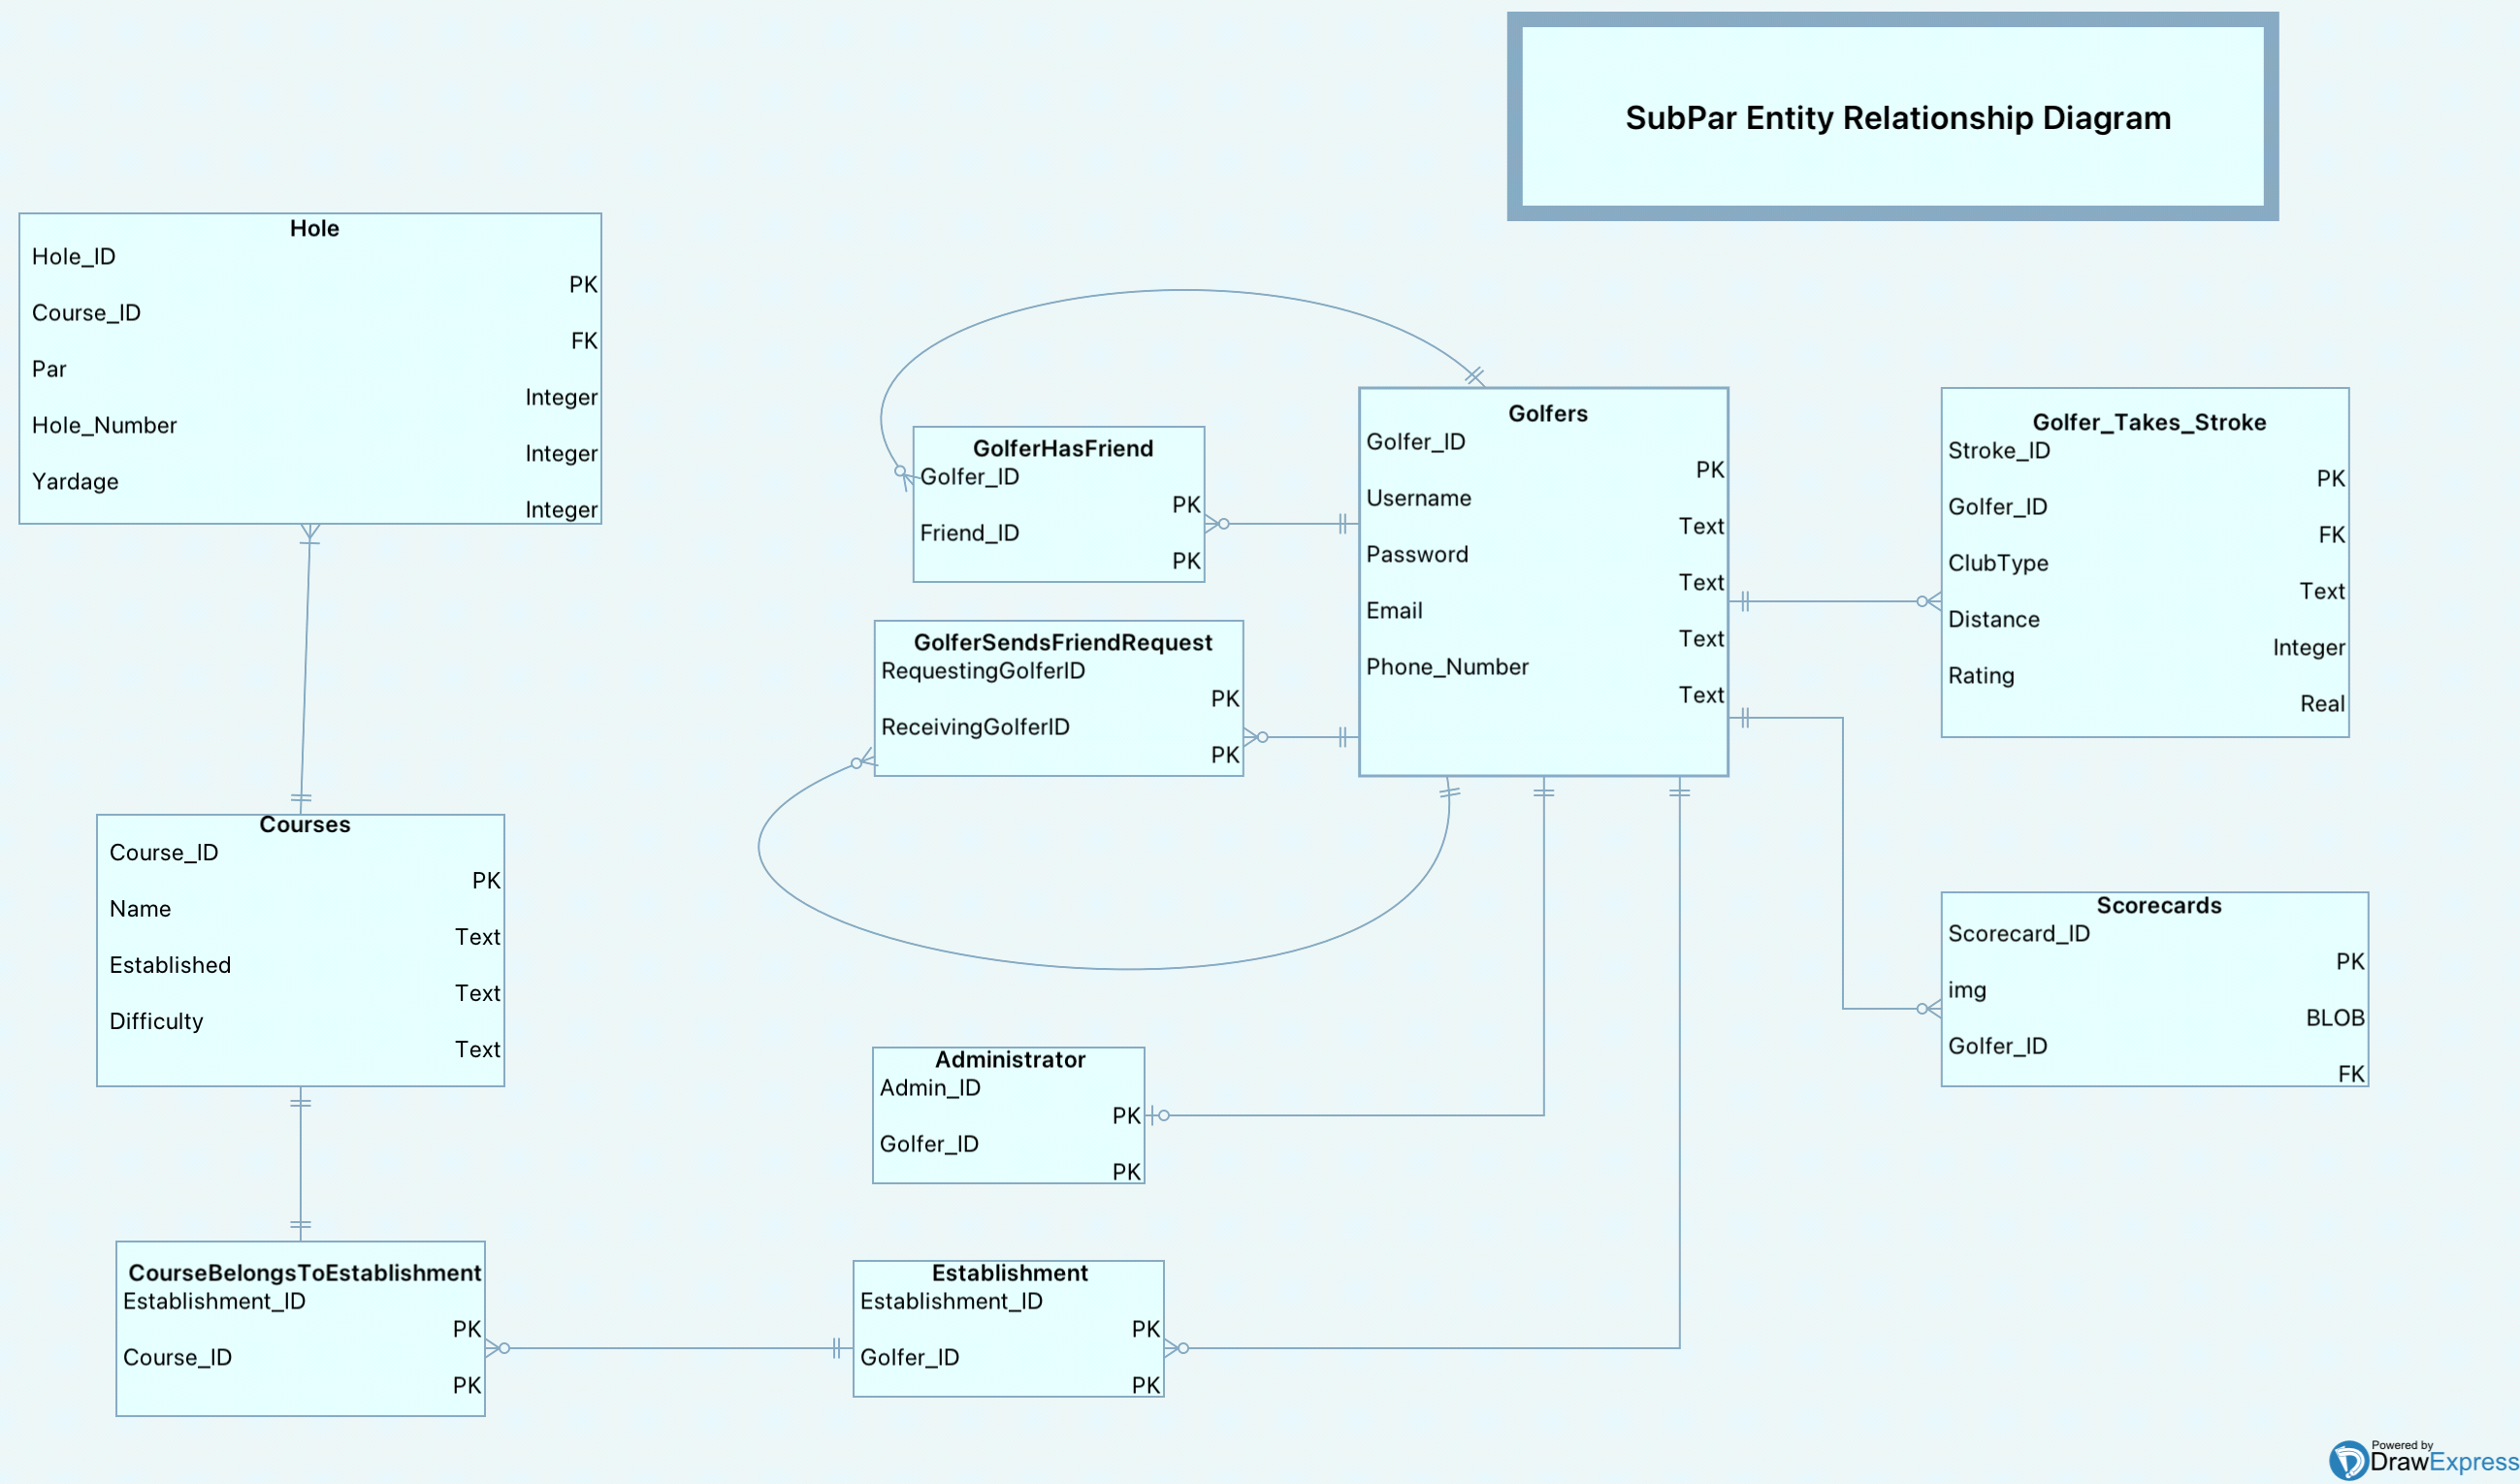 SubPar Entity Relationship Diagram
Hole
Hole_ID
PK
Course_ID
FK
Par
Integer
Hole_Number
Integer
Yardage
Integer
GolferHasFriend
Golfer_ID
PK
Friend_ID
PK
Golfers
Golfer_ID
PK
Username
Text
Password
Text
Email
Text
Phone_Number
Text
Golfer_Takes_Stroke
Stroke_ID
PK
Golfer_ID
FK
ClubType
Text
Distance
Integer
Rating
Real
GolferSendsFriendRequest
RequestingGolferID
PK
ReceivingGolferID
PK
Courses
Course_ID
PK
Name
Text
Established
Text
Difficulty
Text
Scorecards
Scorecard_ID
PK
img
BLOB
Golfer_ID
FK
Administrator
Admin_ID
PK
Golfer_ID
PK
CourseBelongsToEstablishment
Establishment_ID
PK
Course_ID
PK
Establishment
Establishment_ID
PK
Golfer_ID
PK
Powered by
DrawExpress